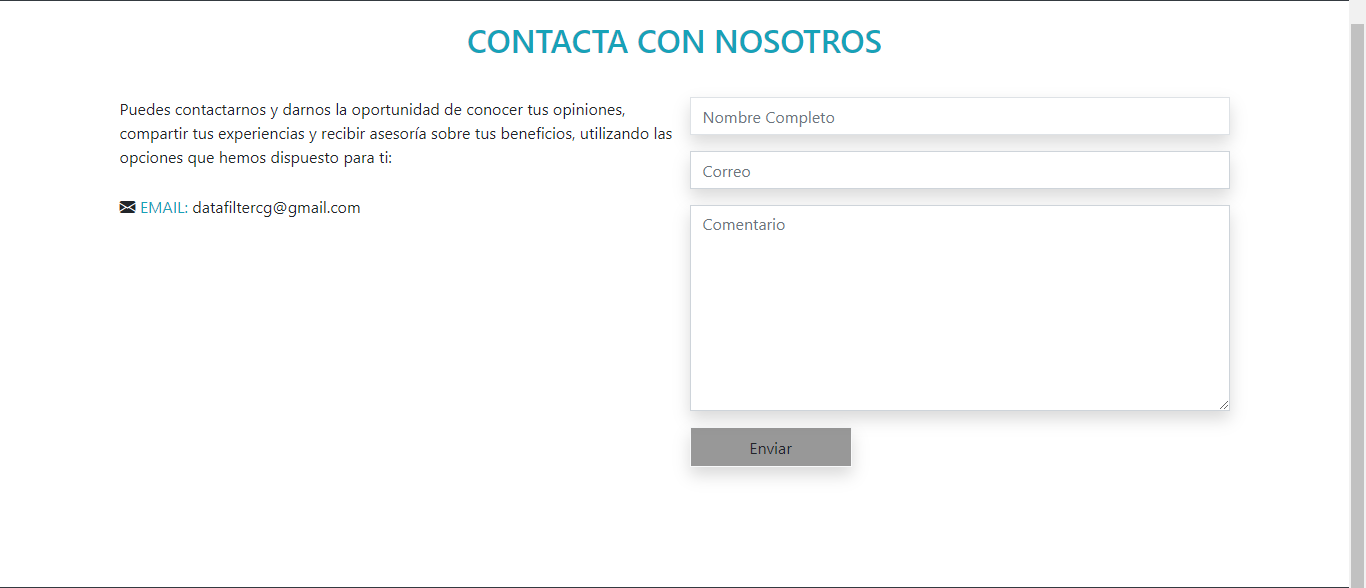 CONTACTA CON NOSOTROS
Puedes contactarnos y darnos la oportunidad de conocer tus opiniones,
compartir tus experiencias y recibir asesoría sobre tus beneficios, utilizando las
opciones que hemos dispuesto para ti:
EMAIL: datafiltercg@gmail.com
Nombre Completo
Correo
Comentario
Enviar